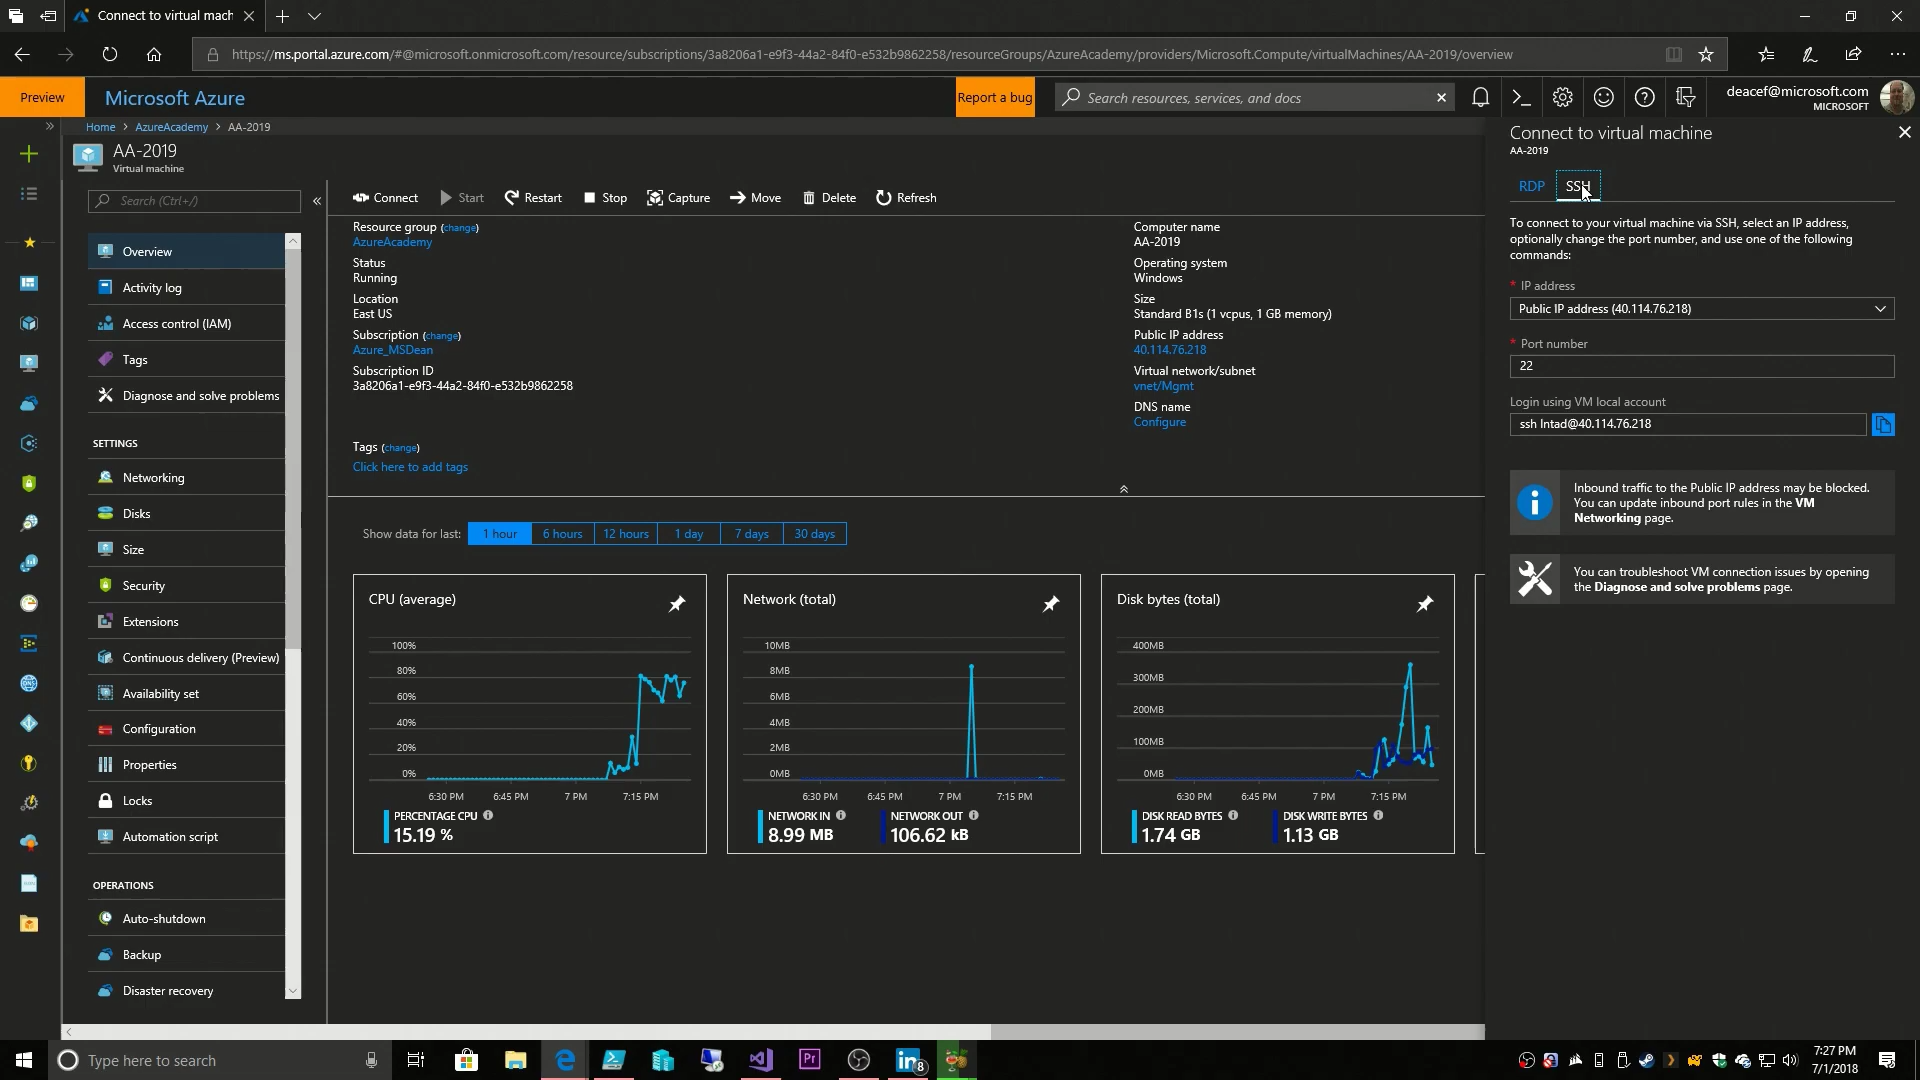 Connect to virtual mach
https://ms.portal.azure.com/#@microsoft.onmicrosoft.com/resource/subscriptions/3a8206a1-e9f3-44a2-84f0-e532b9862258/resourceGroups/AzureAcademy/providers/Microsoft.Compute/virtualMachines/AA-2019/overview
Preview
Microsoft Azure
Report a bug
Search resources, services, and docs
deacef@microsoft.com
MICROSOFT
Home > AzureAcademy > AA-2019
AA-2019
Virtual machine
Search (Ctrl+/)
Overview
Activity log
Access control (IAM)
Tags
Diagnose and solve problems
SETTINGS
Networking
Disks
Size
Security
Extensions
Continuous delivery (Preview)
Availability set
Configuration
Properties
Locks
Automation script
OPERATIONS
Auto-shutdown
Backup
Disaster recovery
Connect Start Restart Stop Capture Move Delete Refresh
Resource group (change)
AzureAcademy
Status
Running
Location
East US
Subscription (change)
Azure_MSDean
Subscription ID
3a8206a1-e9f3-44a2-84f0-e532b9862258
Computer name
AA-2019
Operating system
Windows
Size
Standard B1s (1 vcpus, 1 GB memory)
Public IP address
40.114.76.218
Virtual network/subnet
vnet/Mgmt
DNS name
Configure
Tags (change)
Click here to add tags
Show data for last: 1 hour 6 hours 12 hours 1 day 7 days 30 days
CPU (average)
100%
80%
60%
40%
20%
0%
6:30 PM 6:45 PM 7 PM 7:15 PM
PERCENTAGE CPU
15.19 %
Network (total)
10MB
8MB
6MB
4MB
2MB
0MB
6:30 PM 6:45 PM 7 PM 7:15 PM
NETWORK IN NETWORK OUT
8.99 MB 106.62 kB
Disk bytes (total)
400MB
300MB
200MB
100MB
0MB
6:30 PM 6:45 PM 7 PM 7:15 PM
DISK READ BYTES DISK WRITE BYTES
1.74 GB 1.13 GB
Connect to virtual machine
AA-2019
RDP SSH
To connect to your virtual machine via SSH, select an IP address,
optionally change the port number, and use one of the following
commands:
* IP address
Public IP address (40.114.76.218)
* Port number
22
Login using VM local account
ssh Intad@40.114.76.218
Inbound traffic to the Public IP address may be blocked.
You can update inbound port rules in the VM
Networking page.
You can troubleshoot VM connection issues by opening
the Diagnose and solve problems page.
Type here to search
Pr
in
8
7:27 PM
7/1/2018